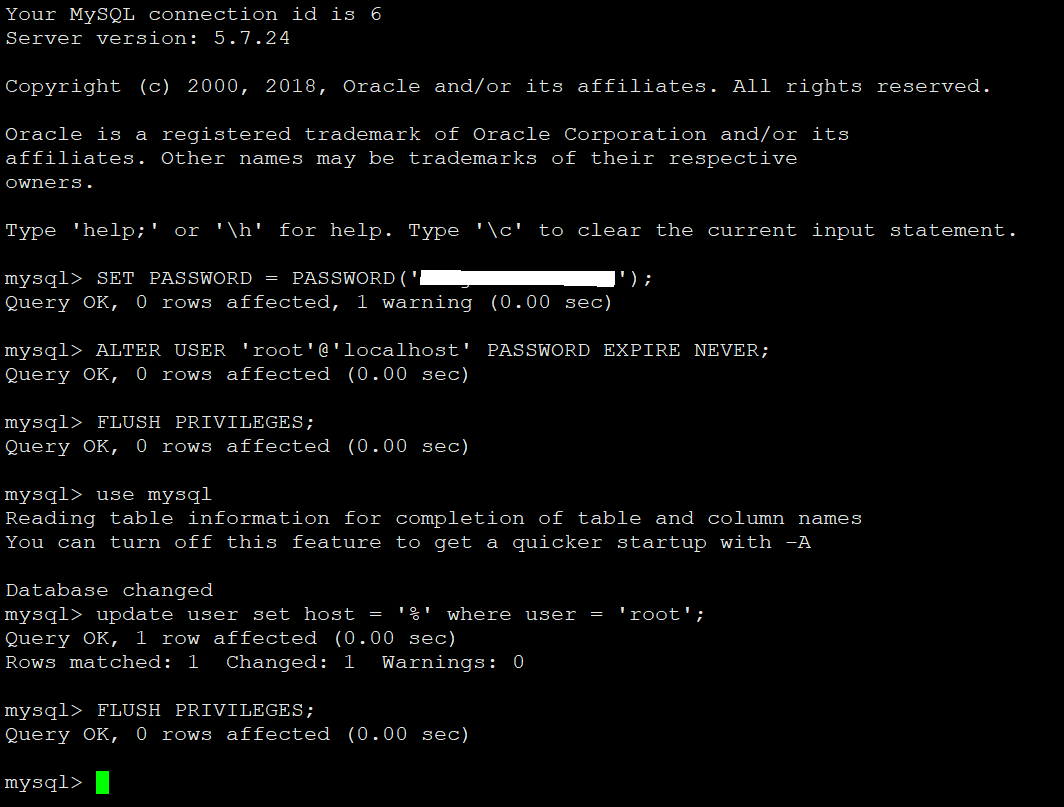 Your MySQL connection id is 6
Server version: 5.7.24
Copyright (c) 2000, 2018, Oracle and/or its affiliates. All rights reserved.
Oracle is a registered trademark of Oracle Corporation and/or its
affiliates. Other names may be trademarks of their respective
owners.
Type 'help;' or '\h' for help. Type '\c' to clear the current input statement.
mysql> SET PASSWORD = PASSWORD('');
Query OK, 0 rows affected, 1 warning (0.00 sec)
mysql> ALTER USER 'root'@'localhost' PASSWORD EXPIRE NEVER;
Query OK, 0 rows affected (0.00 sec)
mysql> FLUSH PRIVILEGES;
Query OK, 0 rows affected (0.00 sec)
mysql> use mysql
Reading table information for completion of table and column names
You can turn off this feature to get a quicker startup with -A
Database changed
mysql> update user set host = '%' where user = 'root';
Query OK, 1 row affected (0.00 sec)
Rows matched: 1  Changed: 1  Warnings: 0
mysql> FLUSH PRIVILEGES;
Query OK, 0 rows affected (0.00 sec)
mysql>